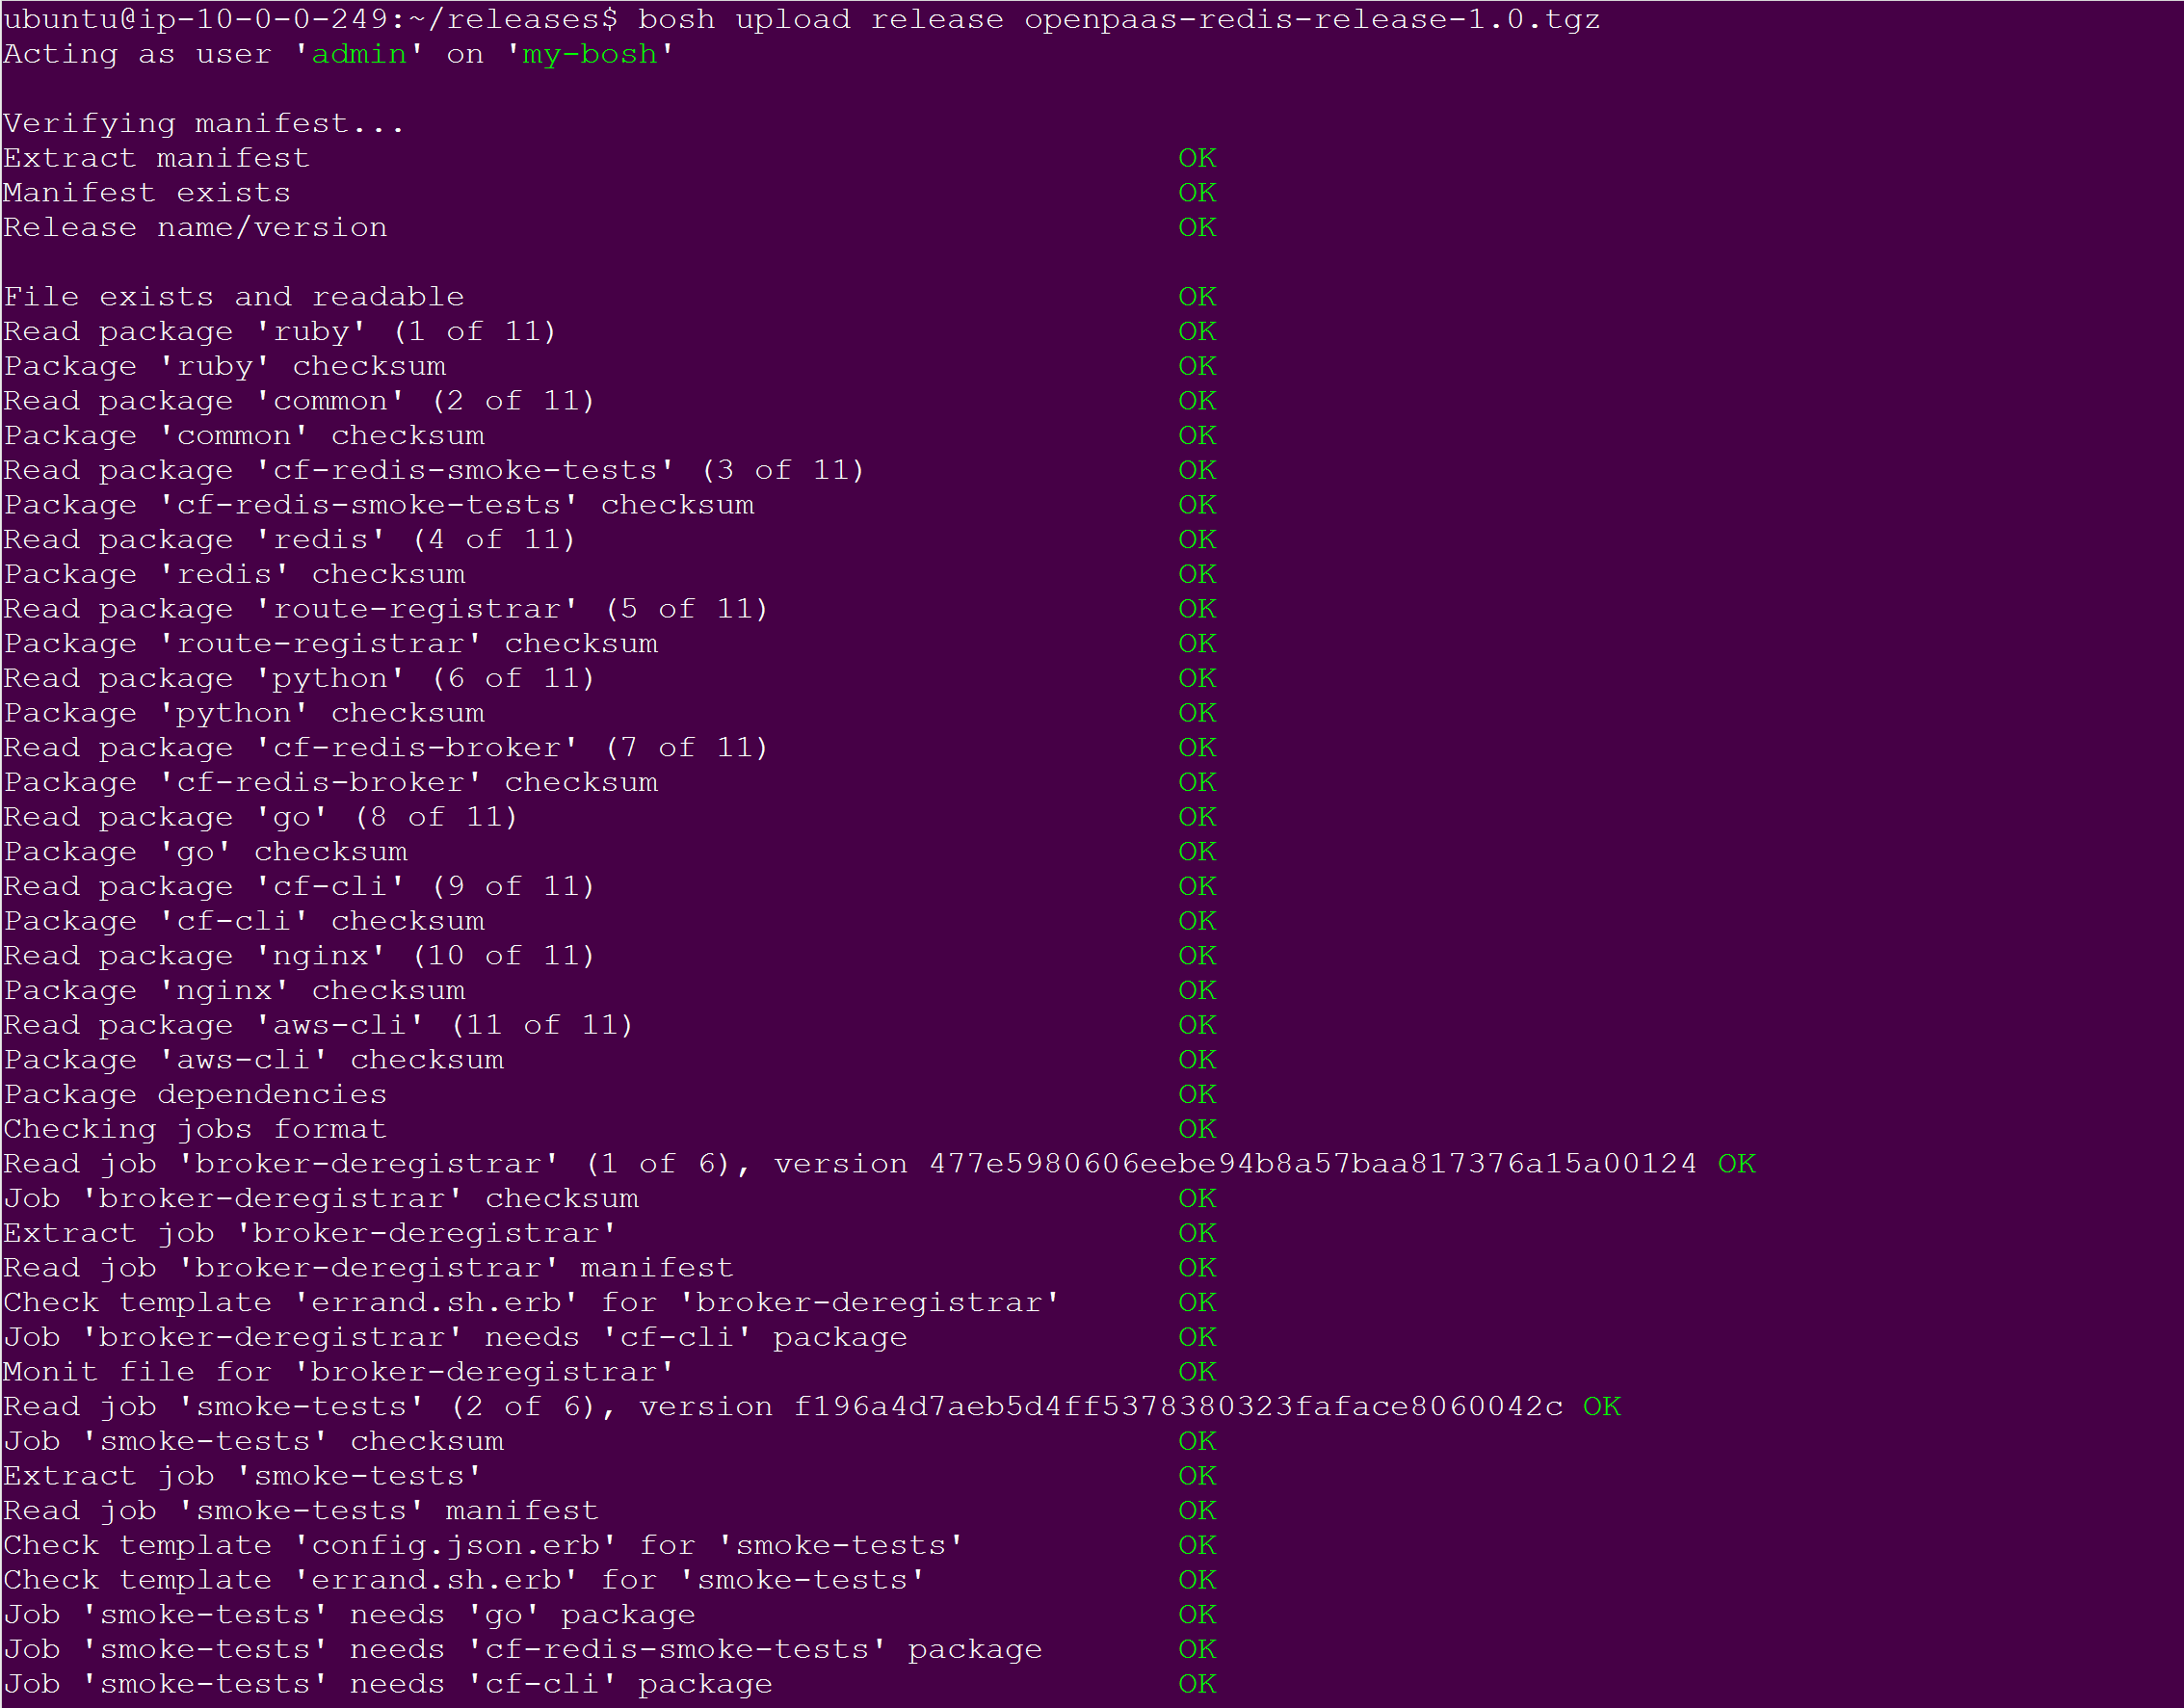 ubuntu@ip-10-0-0-249:~/releases$ bosh upload release openpaas-redis-release-1.0.tgz
Acting as user 'admin' on 'my-bosh'
Verifying manifest...
Extract manifest OK
Manifest exists OK
Release name/version OK
File exists and readable OK
Read package 'ruby' (1 of 11) OK
Package 'ruby' checksum OK
Read package 'common' (2 of 11) OK
Package 'common' checksum OK
Read package 'cf-redis-smoke-tests' (3 of 11) OK
Package 'cf-redis-smoke-tests' checksum OK
Read package 'redis' (4 of 11) OK
Package 'redis' checksum OK
Read package 'route-registrar' (5 of 11) OK
Package 'route-registrar' checksum OK
Read package 'python' (6 of 11) OK
Package 'python' checksum OK
Read package 'cf-redis-broker' (7 of 11) OK
Package 'cf-redis-broker' checksum OK
Read package 'go' (8 of 11) OK
Package 'go' checksum OK
Read package 'cf-cli' (9 of 11) OK
Package 'cf-cli' checksum OK
Read package 'nginx' (10 of 11) OK
Package 'nginx' checksum OK
Read package 'aws-cli' (11 of 11) OK
Package 'aws-cli' checksum OK
Package dependencies OK
Checking jobs format OK
Read job 'broker-deregistrar' (1 of 6), version 477e5980606eebe94b8a57baa817376a15a00124 OK
Job 'broker-deregistrar' checksum OK
Extract job 'broker-deregistrar' OK
Read job 'broker-deregistrar' manifest OK
Check template 'errand.sh.erb' for 'broker-deregistrar' OK
Job 'broker-deregistrar' needs 'cf-cli' package OK
Monit file for 'broker-deregistrar' OK
Read job 'smoke-tests' (2 of 6), version f196a4d7aeb5d4ff5378380323faface8060042c OK
Job 'smoke-tests' checksum OK
Extract job 'smoke-tests' OK
Read job 'smoke-tests' manifest OK
Check template 'config.json.erb' for 'smoke-tests' OK
Check template 'errand.sh.erb' for 'smoke-tests' OK
Job 'smoke-tests' needs 'go' package OK
Job 'smoke-tests' needs 'cf-redis-smoke-tests' package OK
Job 'smoke-tests' needs 'cf-cli' package OK